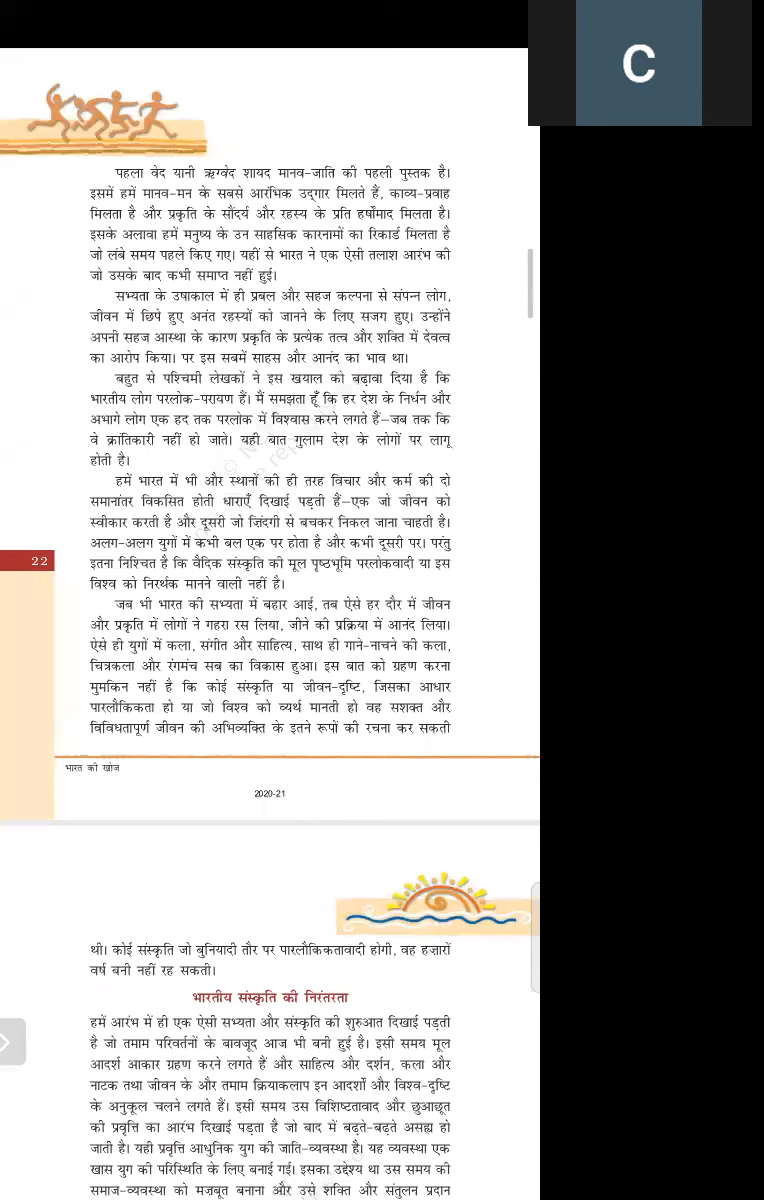 C
पहला वेद यानी ऋग्वेद शायद मानव-जाति की पहली पुस्तक है।
इसमें हमें मानव-मन के सबसे आरंभिक उद्‌गार मिलते हैं, काव्य-प्रवाह
मिलता है और प्रकृति के सौंदर्य और रहस्य के प्रति हर्षोंमाद मिलता है।
इसके अलावा हमें मनुष्य के उन साहसिक कारनामों का रिकार्ड मिलता है
जो लंबे समय पहले किए गए। यहीं से भारत ने एक ऐसी तलाश आरंभ की
जो उसके बाद कभी समाप्त नहीं हुई।
सभ्यता के उषाकाल में ही प्रबल और सहज कल्पना से संपन्न लोग,
जीवन में छिपे हुए अनंत रहस्यों को जानने के लिए सजग हुए। उन्होंने
अपनी सहज आस्था के कारण प्रकृति के प्रत्येक तत्व और शक्ति में देवत्व
का आरोप किया। पर इस सबमें साहस और आनंद का भाव था।
बहुत से पश्चिमी लेखकों ने इस खयाल को बढ़ावा दिया है कि
भारतीय लोग परलोक-परायण हैं। मैं समझता हूँ कि हर देश के निर्धन और
अभागे लोग एक हद तक परलोक में विश्वास करने लगते हैं–जब तक कि
वे क्रांतिकारी नहीं हो जाते। यही बात गुलाम देश के लोगों पर लागू
होती है।
हमें भारत में भी और स्थानों की ही तरह विचार और कर्म की दो
समानांतर विकसित होती धाराएँ दिखाई पड़ती हैं–एक जो जीवन को
स्वीकार करती है और दूसरी जो ज़िंदगी से बचकर निकल जाना चाहती है।
अलग-अलग युगों में कभी बल एक पर होता है और कभी दूसरी पर। परंतु
इतना निश्चित है कि वैदिक संस्कृति की मूल पृष्ठभूमि परलोकवादी या इस
विश्व को निरर्थक मानने वाली नहीं है।
22
जब भी भारत की सभ्यता में बहार आई, तब ऐसे हर दौर में जीवन
और प्रकृति में लोगों ने गहरा रस लिया, जीने की प्रक्रिया में आनंद लिया।
ऐसे ही युगों में कला, संगीत और साहित्य, साथ ही गाने-नाचने की कला,
चित्रकला और रंगमंच सब का विकास हुआ। इस बात को ग्रहण करना
मुमकिन नहीं है कि कोई संस्कृति या जीवन-दृष्टि, जिसका आधार
पारलौकिकता हो या जो विश्व को व्यर्थ मानती हो वह सशक्त और
विविधतापूर्ण जीवन की अभिव्यक्ति के इतने रूपों की रचना कर सकती
भारत की खोज
2020-21
थी। कोई संस्कृति जो बुनियादी तौर पर पारलौकिकतावादी होगी, वह हज़ारों
वर्ष बनी नहीं रह सकती।
भारतीय संस्कृति की निरंतरता
हमें आरंभ में ही एक ऐसी सभ्यता और संस्कृति की शुरुआत दिखाई पड़ती
है जो तमाम परिवर्तनों के बावजूद आज भी बनी हुई है। इसी समय मूल
आदर्श आकार ग्रहण करने लगते हैं और साहित्य और दर्शन, कला और
नाटक तथा जीवन के और तमाम क्रियाकलाप इन आदर्शों और विश्व-दृष्टि
के अनुकूल चलने लगते हैं। इसी समय उस विशिष्टतावाद और छुआछूत
की प्रवृत्ति का आरंभ दिखाई पड़ता है जो बाद में बढ़ते-बढ़ते असह्य हो
जाती है। यही प्रवृत्ति आधुनिक युग की जाति-व्यवस्था है। यह व्यवस्था एक
खास युग की परिस्थिति के लिए बनाई गई। इसका उद्देश्य था उस समय की
समाज-व्यवस्था को मज़बूत बनाना और उसे शक्ति और संतुलन प्रदान